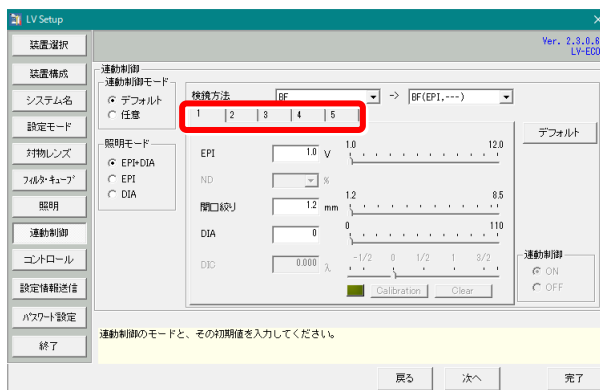 LV Setup
Ver. 2.3.0.6
LV-ECO
装置選択
装置構成
システム名
設定モード
対物レンズ
フィルタ・キューブ
照明
連動制御
コントロール
設定情報送信
パスワード設定
終了
連動制御
連動制御モード
デフォルト
任意
照明モード
EPI+DIA
EPI
DIA
検鏡方法 BF -> BF(EPI,---)
1 2 3 4 5
EPI 1.0 V 1.0 12.0
ND %
開口絞り 1.2 mm 1.2 8.5
DIA 0 0 110
DIC 0.000 λ -1/2 0 1/2 1 3/2
Calibration Clear
デフォルト
連動制御
ON
OFF
連動制御のモードと、その初期値を入力してください。
戻る 次へ 完了